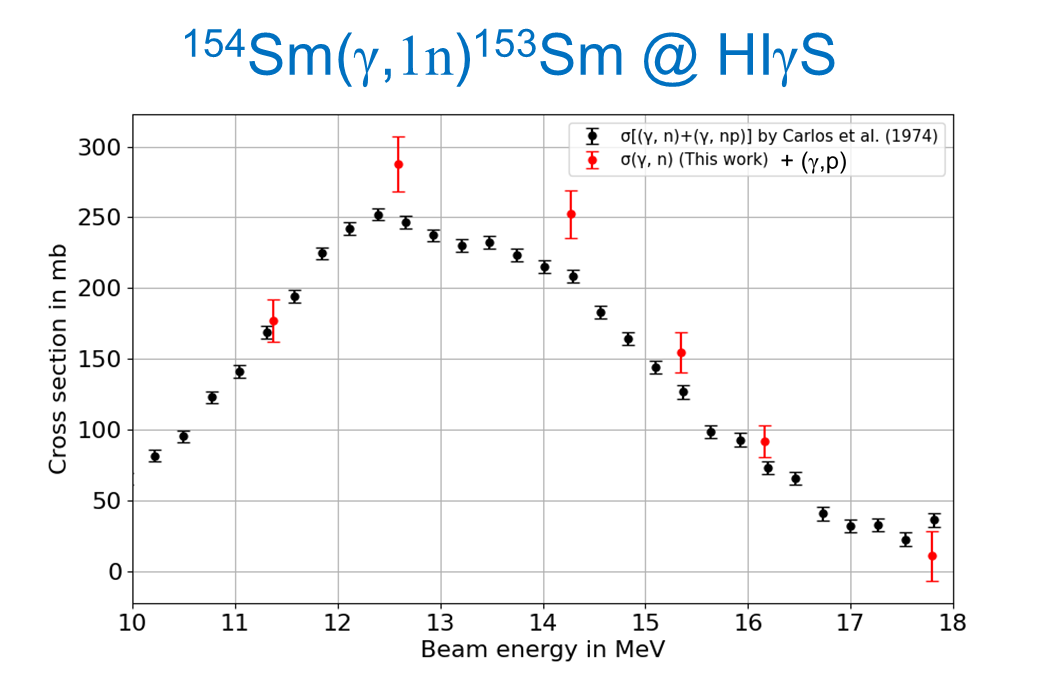 ¹⁵⁴Sm(γ,1n)¹⁵³Sm @ HIγS
σ[(γ, n)+(γ, np)] by Carlos et al. (1974)
σ(γ, n) (This work) + (γ,p)
300
250
200
150
100
50
0
Cross section in mb
10 11 12 13 14 15 16 17 18
Beam energy in MeV